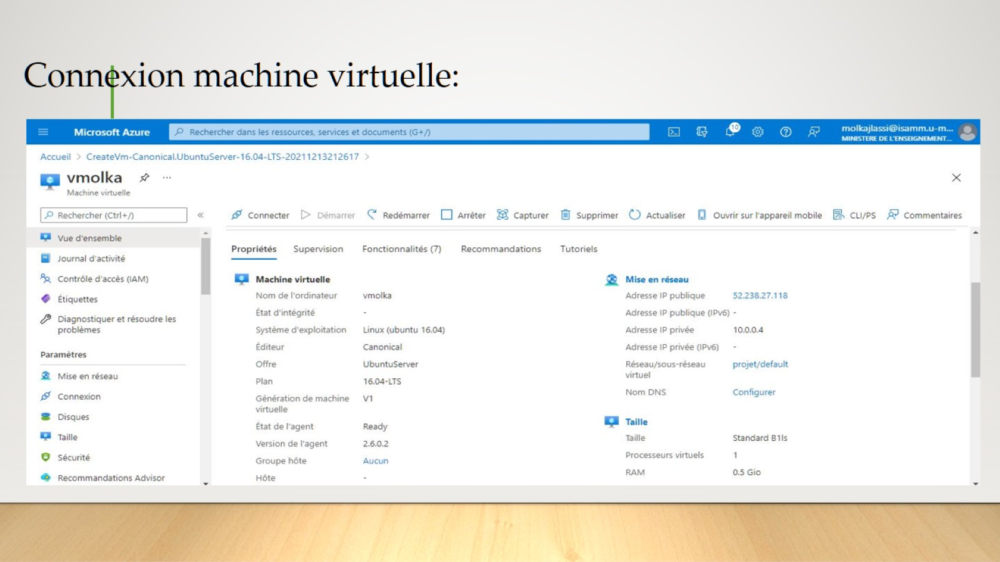 Connexion machine virtuelle:
Microsoft Azure
Rechercher dans les ressources, services et documents (G+/)
10
molkajlassi@isamm.u-m...
MINISTERE DE L'ENSEIGNEMENT...
Accueil > CreateVm-Canonical.UbuntuServer-16.04-LTS-20211213212617 >
vmolka ...
Machine virtuelle
Rechercher (Ctrl+/) «
Connecter Démarrer Redémarrer Arrêter Capturer Supprimer Actualiser Ouvrir sur l'appareil mobile CLI/PS Commentaires
Vue d'ensemble
Journal d'activité
Contrôle d'accès (IAM)
Étiquettes
Diagnostiquer et résoudre les
problèmes
Paramètres
Mise en réseau
Connexion
Disques
Taille
Sécurité
Recommandations Advisor
Propriétés Supervision Fonctionnalités (7) Recommandations Tutoriels
Machine virtuelle
Nom de l'ordinateur vmolka
État d'intégrité -
Système d'exploitation Linux (ubuntu 16.04)
Éditeur Canonical
Offre UbuntuServer
Plan 16.04-LTS
Génération de machine V1
virtuelle
État de l'agent Ready
Version de l'agent 2.6.0.2
Groupe hôte Aucun
Hôte -
Mise en réseau
Adresse IP publique 52.238.27.118
Adresse IP publique (IPv6) -
Adresse IP privée 10.0.0.4
Adresse IP privée (IPv6) -
Réseau/sous-réseau projet/default
virtuel
Nom DNS Configurer
Taille
Taille Standard B1ls
Processeurs virtuels 1
RAM 0.5 Gio